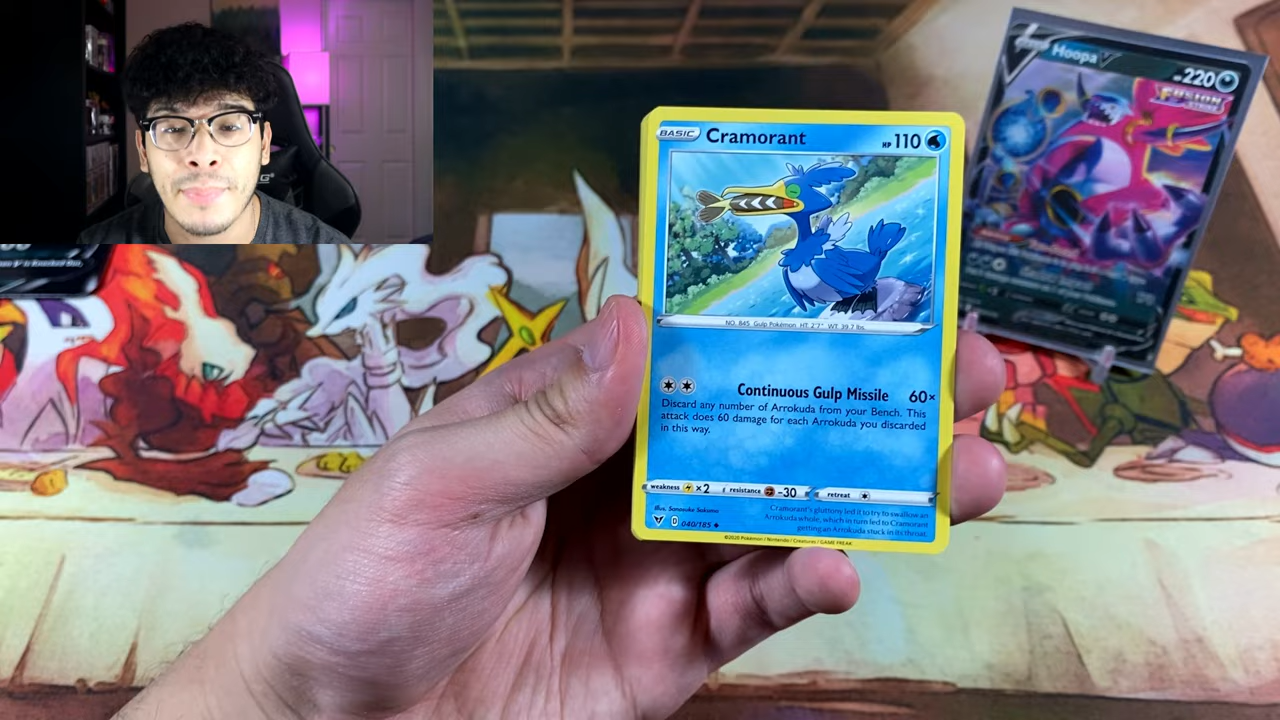 BASIC
Cramorant
HP 110
NO. 845 Gulp Pokémon HT. 2'7" WT. 39.7 lbs.
Continuous Gulp Missile 60×
Discard any number of Arrokuda from your Bench. This
attack does 60 damage for each Arrokuda you discarded
in this way.
weakness ×2 resistance -30 retreat
Illus. Sanosuke Sakuma
Cramorant's gluttony led it to try to swallow an
Arrokuda whole, which in turn led to Cramorant
getting an Arrokuda stuck in its throat.
D 040/185
©2020 Pokémon / Nintendo / Creatures / GAME FREAK
Hoopa V
220
FUSION
STRIKE
is Knocked Out,